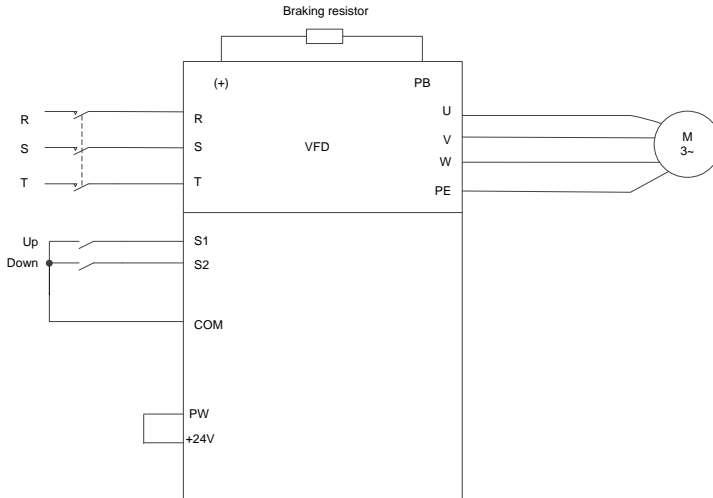 Braking resistor
(+)
PB
R
R
U
S
S
VFD
V
M
3~
W
T
T
PE
Up
S1
Down
S2
COM
PW
+24V